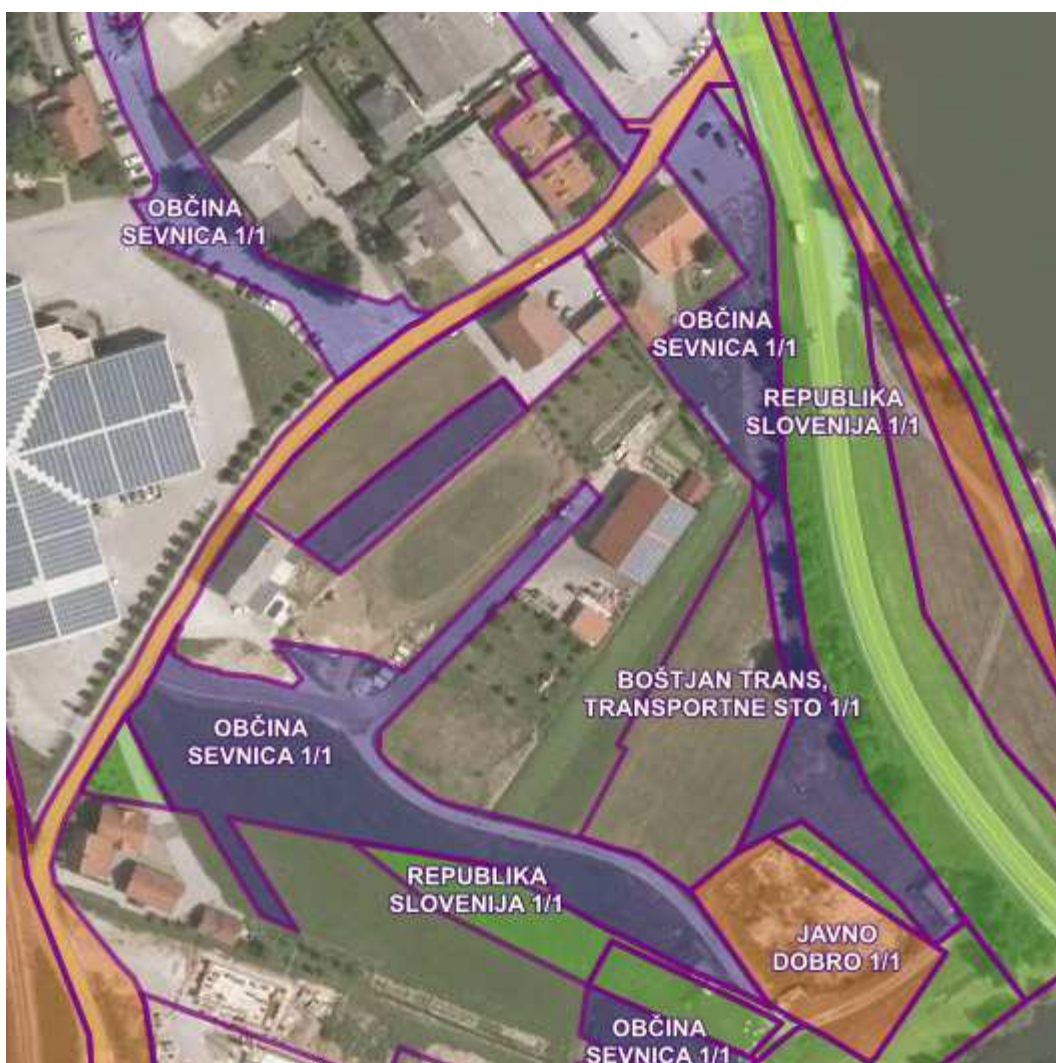 OBČINA
SEVNICA 1/1
OBČINA
SEVNICA 1/1
REPUBLIKA
SLOVENIJA 1/1
BOŠTJAN TRANS,
TRANSPORTNE STO 1/1
OBČINA
SEVNICA 1/1
REPUBLIKA
SLOVENIJA 1/1
JAVNO
DOBRO 1/1
OBČINA
SEVNICA 1/1